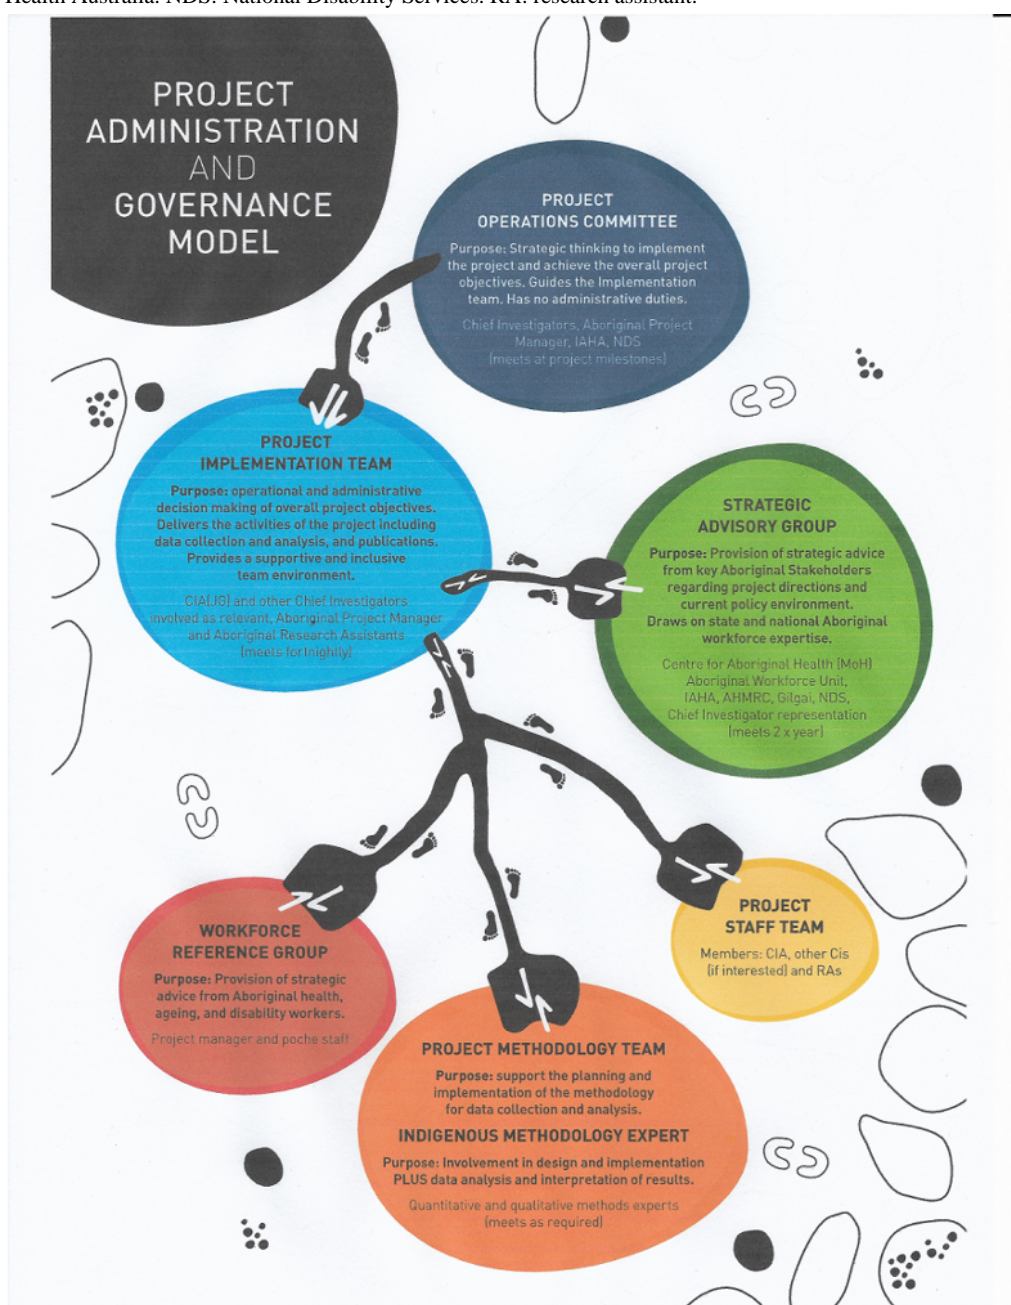 Health Australia. NDS: National Disability Services. RA: research assistant.
PROJECT
ADMINISTRATION
AND
GOVERNANCE
MODEL
PROJECT
OPERATIONS COMMITTEE
Purpose: Strategic thinking to implement
the project and achieve the overall project
objectives. Guides the Implementation
team. Has no administrative duties.
Chief Investigators, Aboriginal Project
Manager, IAHA, NDS
(meets at project milestones)
PROJECT
IMPLEMENTATION TEAM
Purpose: operational and administrative
decision making of overall project objectives.
Delivers the activities of the project including
data collection and analysis, and publications.
Provides a supportive and inclusive
team environment.
CIA(JG) and other Chief Investigators
involved as relevant, Aboriginal Project Manager
and Aboriginal Research Assistants
(meets fortnightly)
STRATEGIC
ADVISORY GROUP
Purpose: Provision of strategic advice
from key Aboriginal Stakeholders
regarding project directions and
current policy environment.
Draws on state and national Aboriginal
workforce expertise.
Centre for Aboriginal Health (MoH)
Aboriginal Workforce Unit,
IAHA, AHMRC, Gilgai, NDS,
Chief Investigator representation
(meets 2 x year)
WORKFORCE
REFERENCE GROUP
Purpose: Provision of strategic
advice from Aboriginal health,
ageing, and disability workers.
Project manager and poche staff
PROJECT
STAFF TEAM
Members: CIA, other Cis
(if interested) and RAs
PROJECT METHODOLOGY TEAM
Purpose: support the planning and
implementation of the methodology
for data collection and analysis.
INDIGENOUS METHODOLOGY EXPERT
Purpose: Involvement in design and implementation
PLUS data analysis and interpretation of results.
Quantitative and qualitative methods experts
(meets as required)